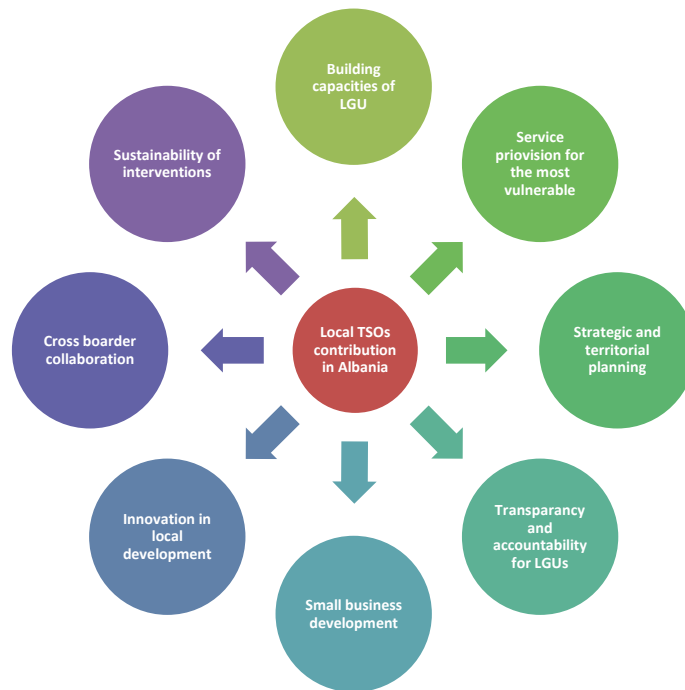 Building
capacities of
LGU
Service
priovision for
the most
vulnerable
Sustainability of
interventions
Local TSOs
contribution
in Albania
Cross boarder
collaboration
Strategic and
territorial
planning
Innovation in
local
development
Transparancy
and
accountability
for LGUs
Small business
development